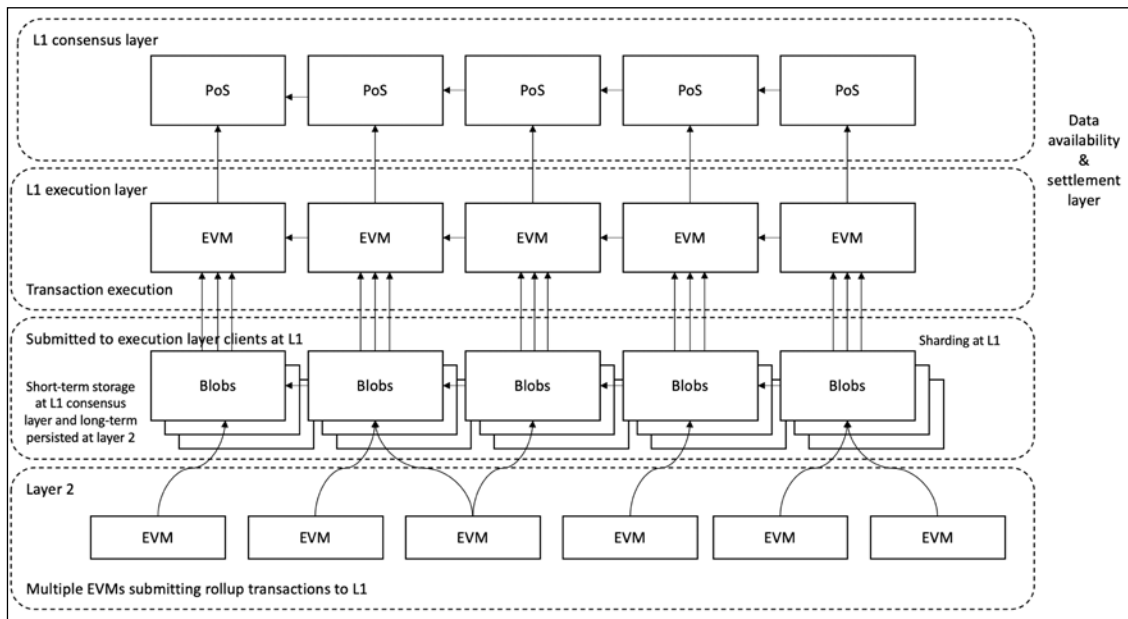 L1 consensus layer
PoS
PoS
PoS
PoS
PoS
Data
availability
&
settlement
layer
L1 execution layer
EVM
EVM
EVM
EVM
EVM
Transaction execution
Submitted to execution layer clients at L1
Sharding at L1
Short-term storage
at L1 consensus
layer and long-term
persisted at layer 2
Blobs
Blobs
Blobs
Blobs
Blobs
Layer 2
EVM
EVM
EVM
EVM
EVM
EVM
Multiple EVMs submitting rollup transactions to L1